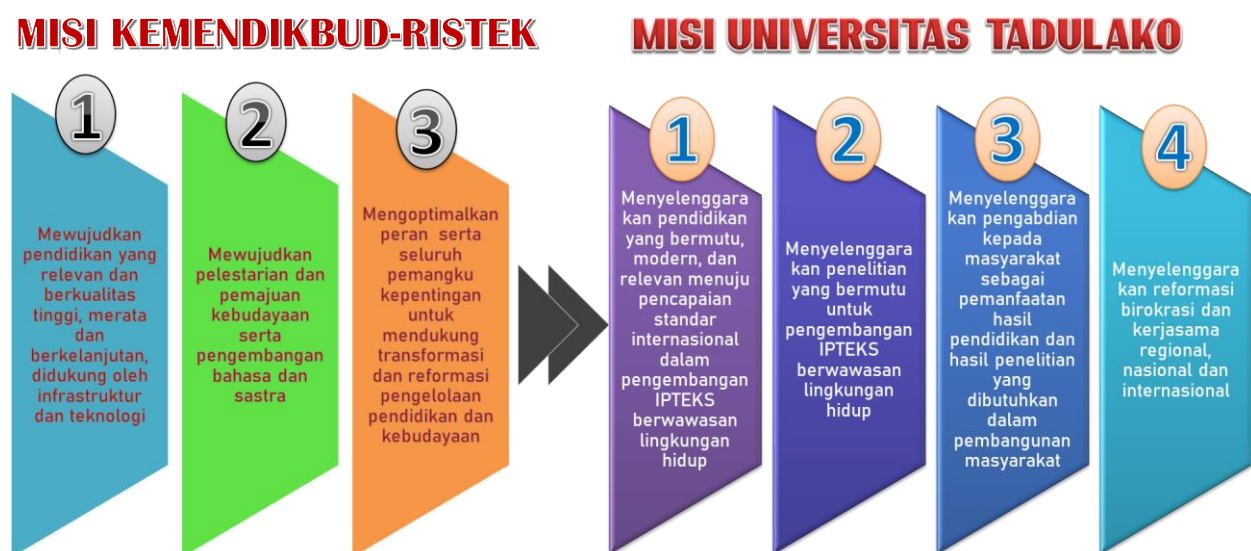 MISI KEMENDIKBUD-RISTEK
1
Mewujudkan
pendidikan yang
relevan dan
berkualitas
tinggi, merata
dan
berkelanjutan,
didukung oleh
infrastruktur
dan teknologi
2
Mewujudkan
pelestarian dan
pemajuan
kebudayaan
serta
pengembangan
bahasa dan
sastra
3
Mengoptimalkan
peran serta
seluruh
pemangku
kepentingan
untuk
mendukung
transformasi
dan reformasi
pengelolaan
pendidikan dan
kebudayaan
MISI UNIVERSITAS TADULAKO
1
Menyelenggara
kan pendidikan
yang bermutu,
modern, dan
relevan menuju
pencapaian
standar
internasional
dalam
pengembangan
IPTEKS
berwawasan
lingkungan
hidup
2
Menyelenggara
kan penelitian
yang bermutu
untuk
pengembangan
IPTEKS
berwawasan
lingkungan
hidup
3
Menyelenggara
kan pengabdian
kepada
masyarakat
sebagai
pemanfaatan
hasil
pendidikan dan
hasil penelitian
yang
dibutuhkan
dalam
pembangunan
masyarakat
4
Menyelenggara
kan reformasi
birokrasi dan
kerjasama
regional,
nasional dan
internasional